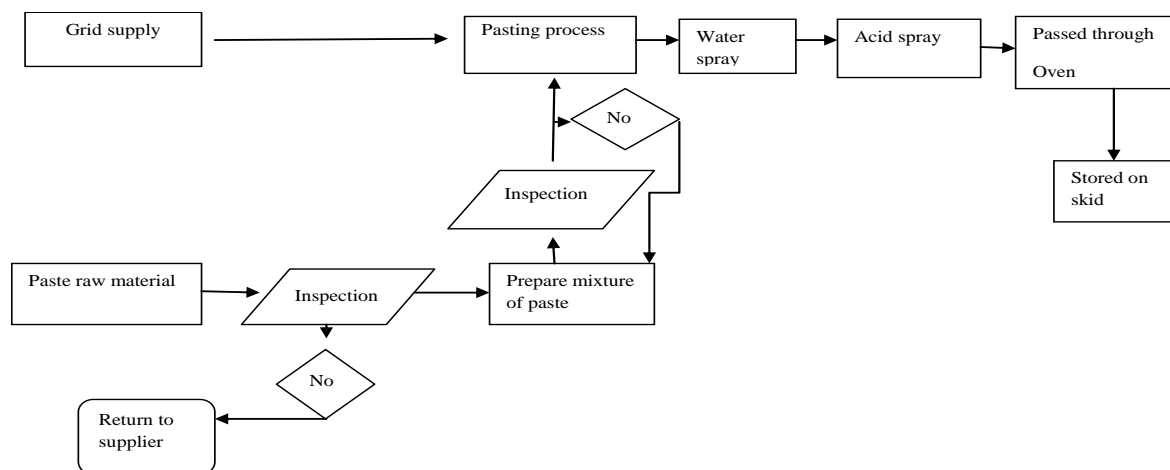 Grid supply
Pasting process
Water
spray
Acid spray
Passed through
Oven
No
Stored on
skid
Inspection
Paste raw material
Inspection
Prepare mixture
of paste
No
Return to
supplier